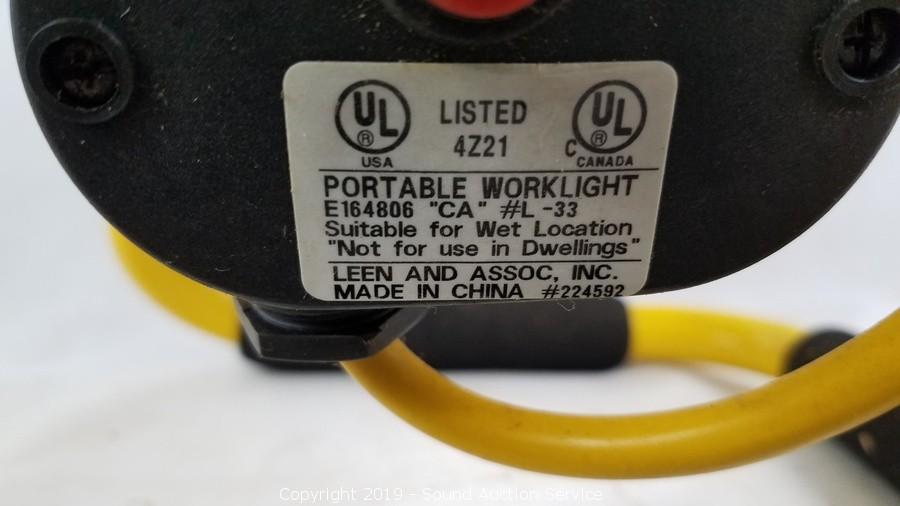 UL LISTED UL
® 4Z21 C ®
USA CANADA
PORTABLE WORKLIGHT
E164806 "CA" #L-33
Suitable for Wet Location
"Not for use in Dwellings"
LEEN AND ASSOC, INC.
MADE IN CHINA #224592
Copyright 2019 - Sound Auction Service